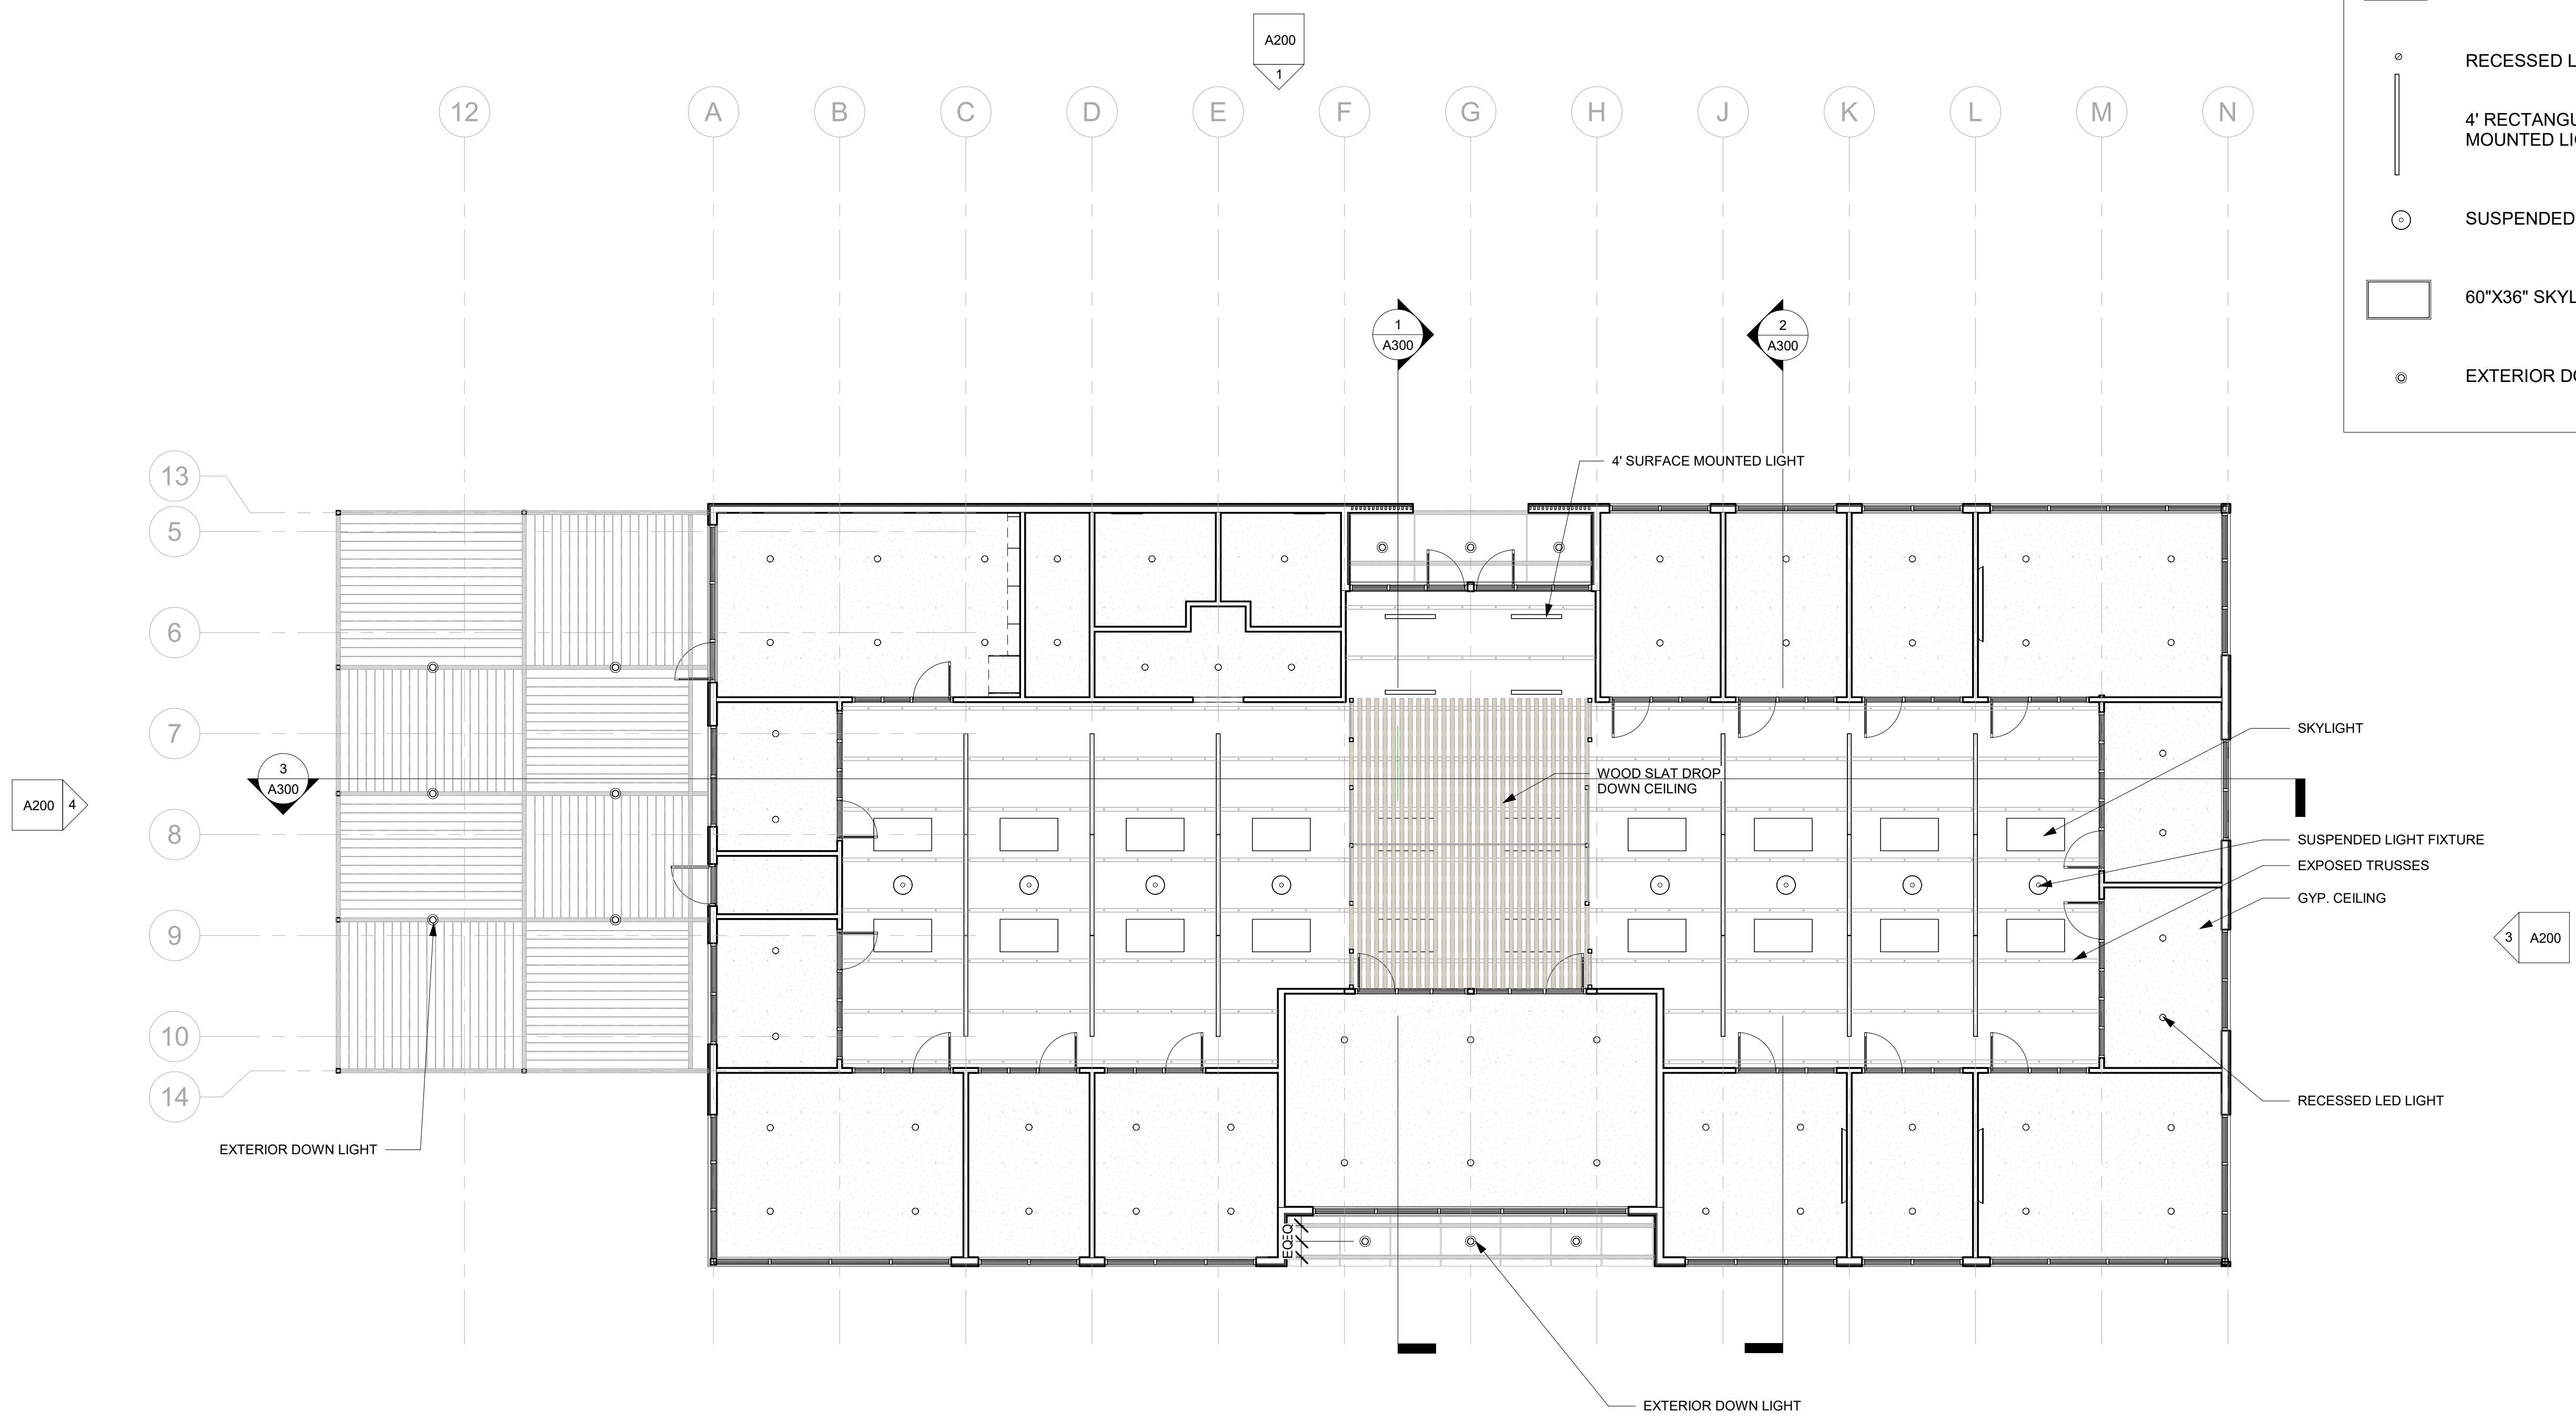 A200
1
RECESSED L
4' RECTANGU
MOUNTED LI
SUSPENDED
60"X36" SKYL
EXTERIOR DO
12
A
B
C
D
E
F
G
H
J
K
L
M
N
1
A300
2
A300
4' SURFACE MOUNTED LIGHT
13
5
6
7
8
9
10
14
3
A300
A200
4
SKYLIGHT
WOOD SLAT DROP
DOWN CEILING
SUSPENDED LIGHT FIXTURE
EXPOSED TRUSSES
GYP. CEILING
3
A200
RECESSED LED LIGHT
EXTERIOR DOWN LIGHT
EQ
EQ
EXTERIOR DOWN LIGHT